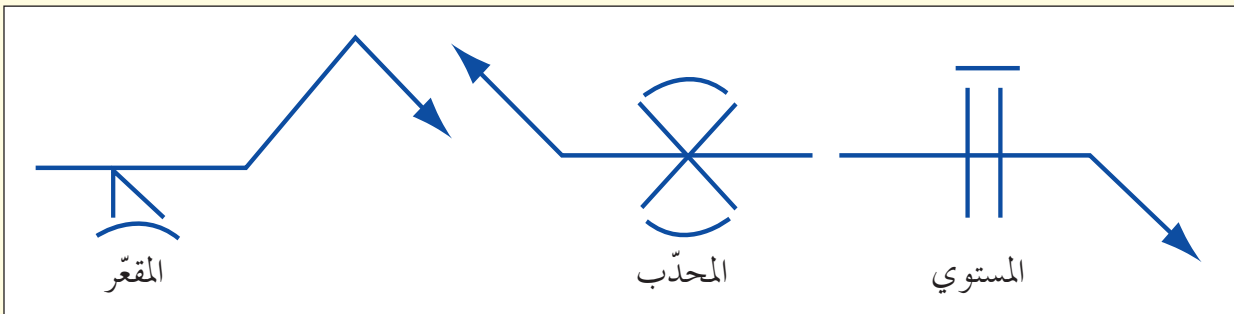 المستوي
المحدّب
المقعّر